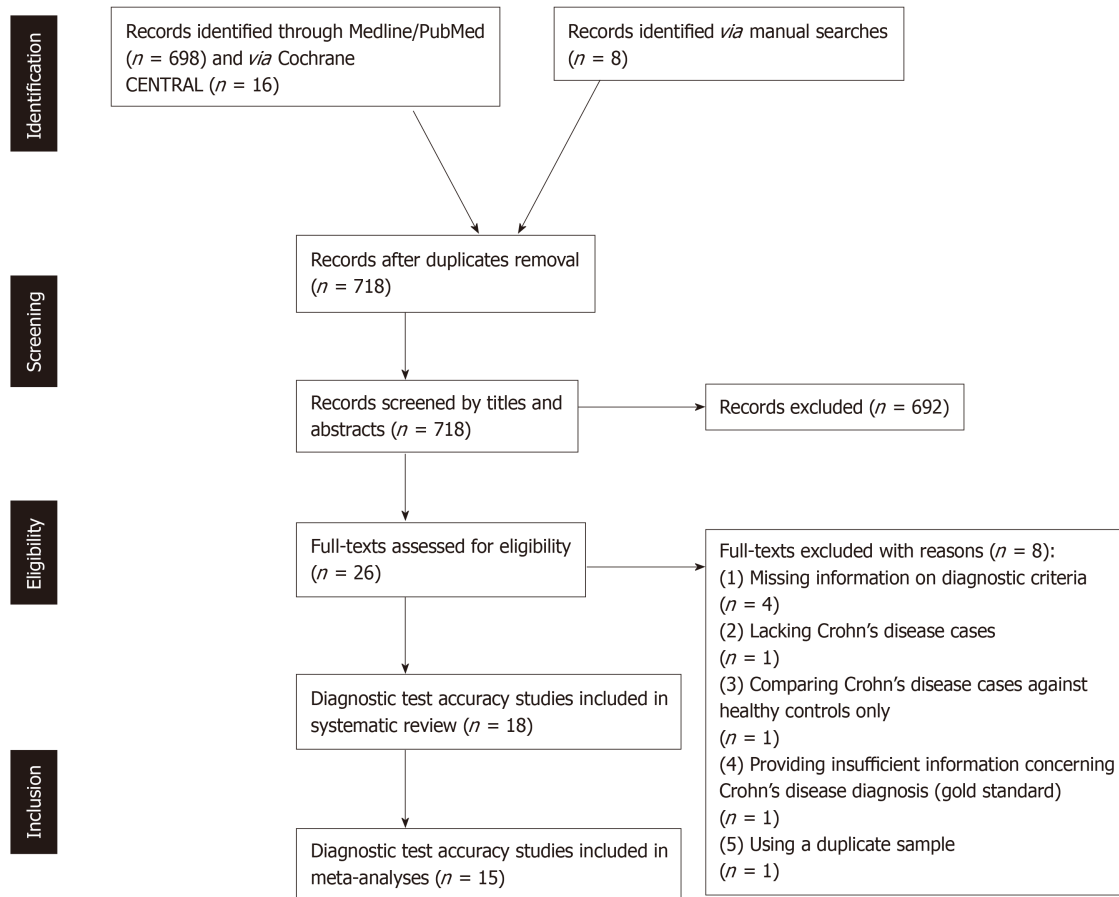 Identification
Records identified through Medline/PubMed
(n = 698) and via Cochrane
CENTRAL (n = 16)
Records identified via manual searches
(n = 8)
Records after duplicates removal
(n = 718)
Screening
Records screened by titles and
abstracts (n = 718)
Records excluded (n = 692)
Eligibility
Full-texts assessed for eligibility
(n = 26)
Full-texts excluded with reasons (n = 8):
(1) Missing information on diagnostic criteria
(n = 4)
(2) Lacking Crohn’s disease cases
(n = 1)
(3) Comparing Crohn’s disease cases against
healthy controls only
(n = 1)
(4) Providing insufficient information concerning
Crohn’s disease diagnosis (gold standard)
(n = 1)
(5) Using a duplicate sample
(n = 1)
Diagnostic test accuracy studies included in
systematic review (n = 18)
Inclusion
Diagnostic test accuracy studies included in
meta-analyses (n = 15)